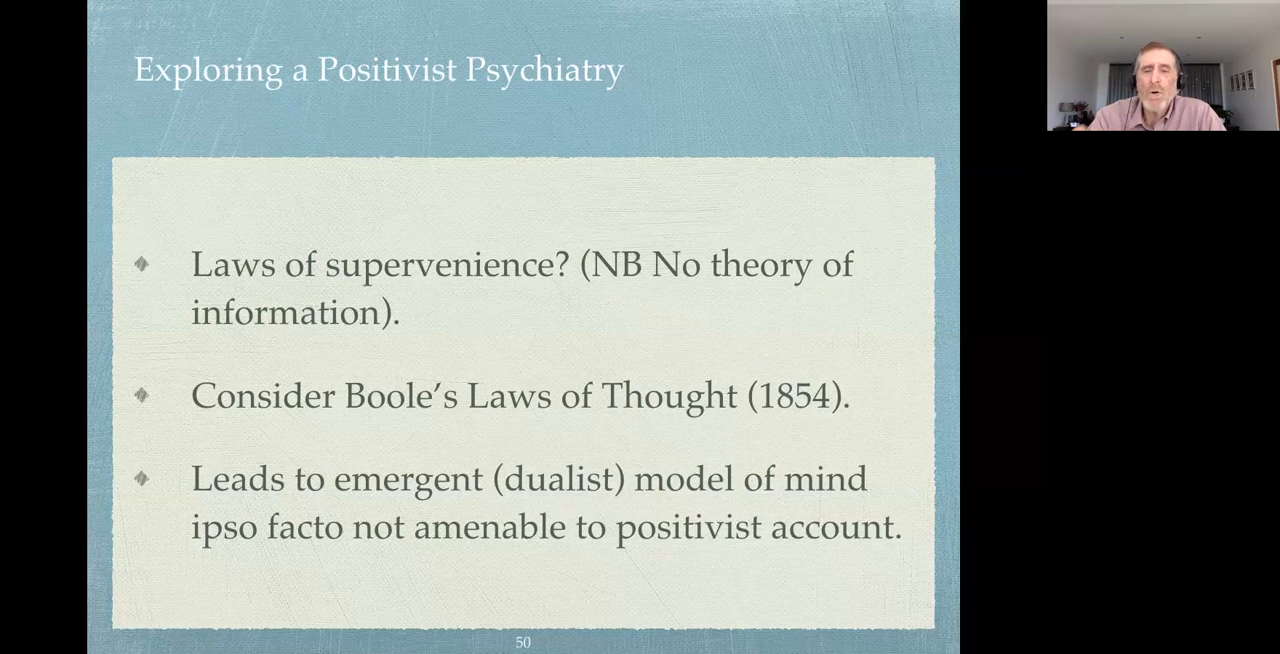 Exploring a Positivist Psychiatry
Laws of supervenience? (NB No theory of
information).
Consider Boole’s Laws of Thought (1854).
Leads to emergent (dualist) model of mind
ipso facto not amenable to positivist account.
50